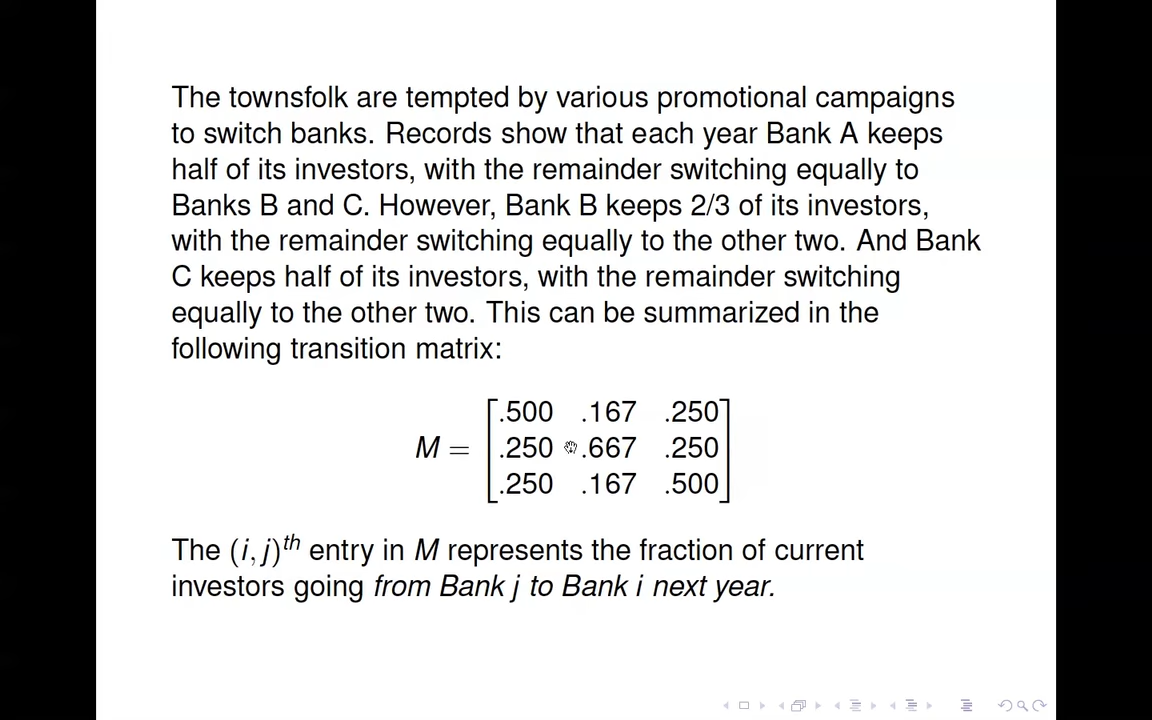 The townsfolk are tempted by various promotional campaigns
to switch banks. Records show that each year Bank A keeps
half of its investors, with the remainder switching equally to
Banks B and C. However, Bank B keeps 2/3 of its investors,
with the remainder switching equally to the other two. And Bank
C keeps half of its investors, with the remainder switching
equally to the other two. This can be summarized in the
following transition matrix:
.500 .167 .250
M = .250 .667 .250
.250 .167 .500
The (i, j)th entry in M represents the fraction of current
investors going from Bank j to Bank i next year.